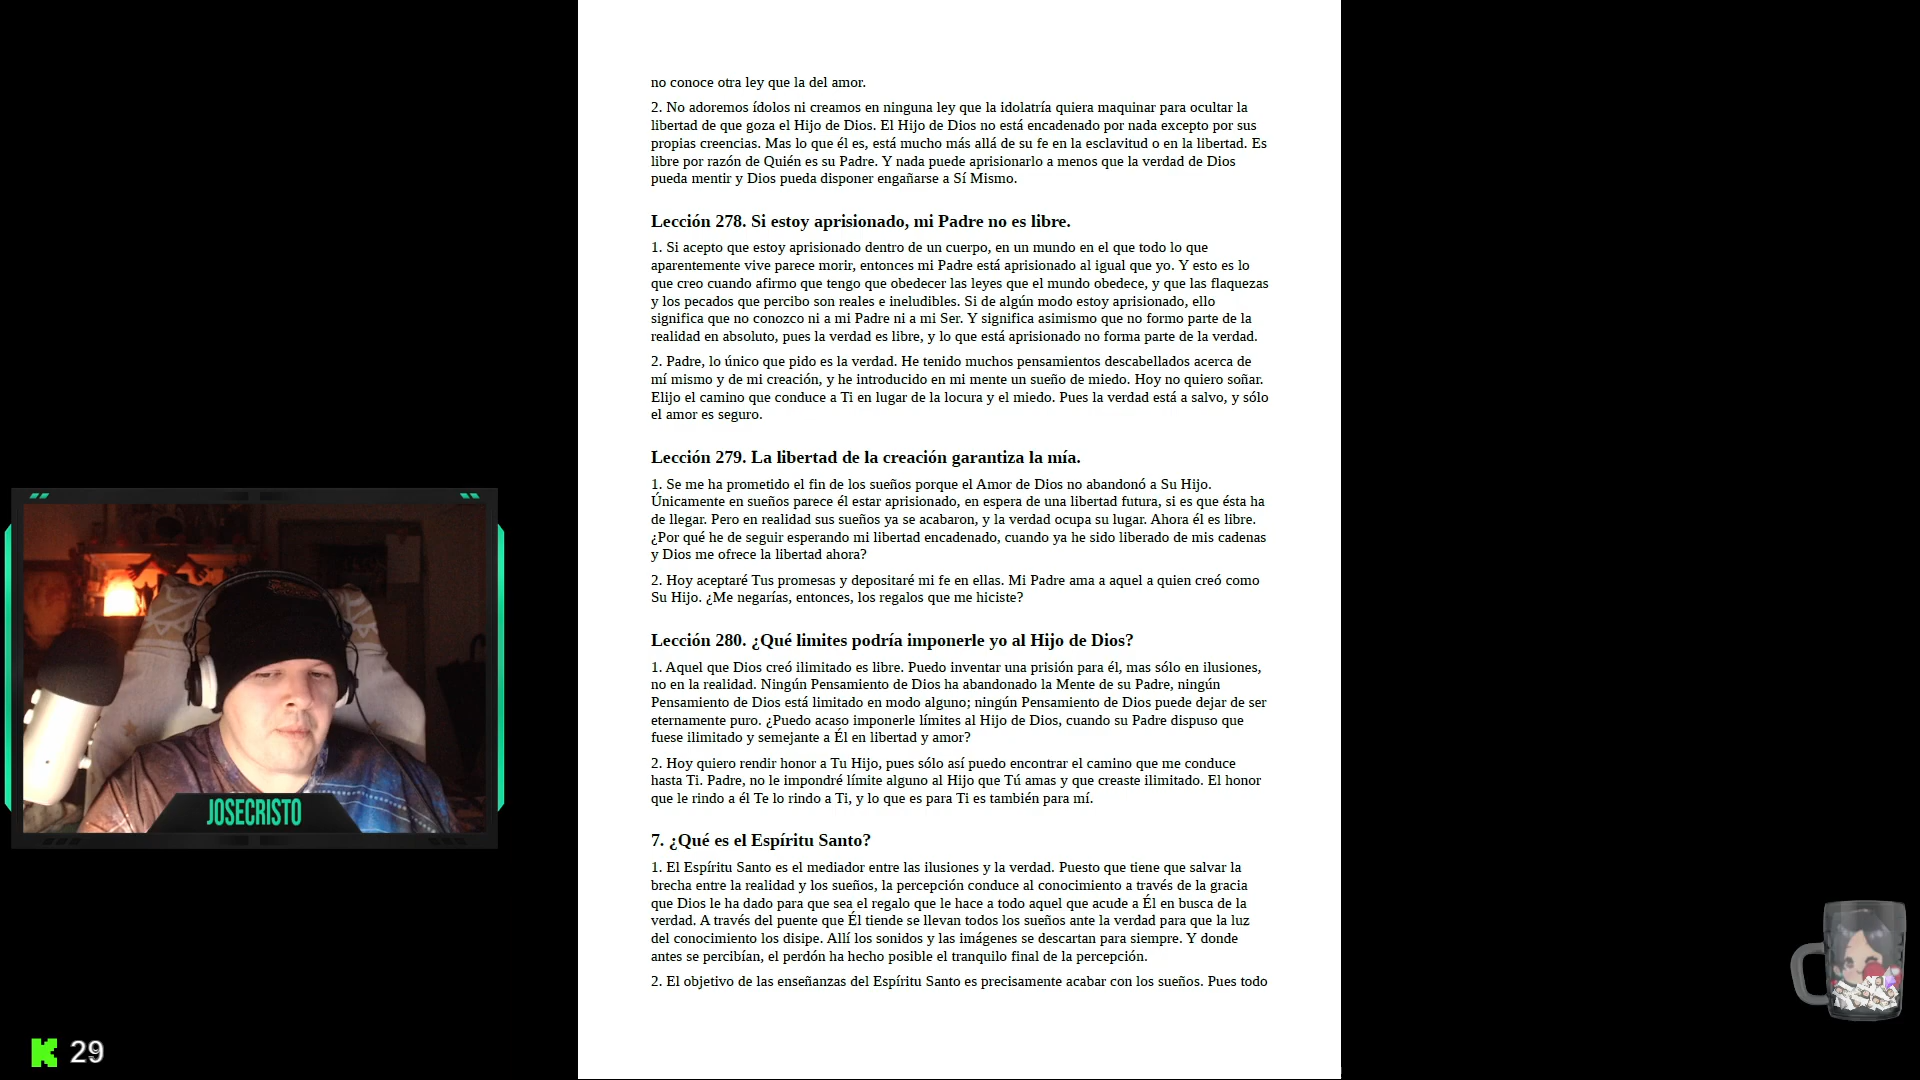 no conoce otra ley que la del amor.
2. No adoremos ídolos ni creamos en ninguna ley que la idolatría quiera maquinar para ocultar la
libertad de que goza el Hijo de Dios. El Hijo de Dios no está encadenado por nada excepto por sus
propias creencias. Mas lo que él es, está mucho más allá de su fe en la esclavitud o en la libertad. Es
libre por razón de Quién es su Padre. Y nada puede aprisionarlo a menos que la verdad de Dios
pueda mentir y Dios pueda disponer engañarse a Sí Mismo.
Lección 278. Si estoy aprisionado, mi Padre no es libre.
1. Si acepto que estoy aprisionado dentro de un cuerpo, en un mundo en el que todo lo que
aparentemente vive parece morir, entonces mi Padre está aprisionado al igual que yo. Y esto es lo
que creo cuando afirmo que tengo que obedecer las leyes que el mundo obedece, y que las flaquezas
y los pecados que percibo son reales e ineludibles. Si de algún modo estoy aprisionado, ello
significa que no conozco ni a mi Padre ni a mi Ser. Y significa asimismo que no formo parte de la
realidad en absoluto, pues la verdad es libre, y lo que está aprisionado no forma parte de la verdad.
2. Padre, lo único que pido es la verdad. He tenido muchos pensamientos descabellados acerca de
mí mismo y de mi creación, y he introducido en mi mente un sueño de miedo. Hoy no quiero soñar.
Elijo el camino que conduce a Ti en lugar de la locura y el miedo. Pues la verdad está a salvo, y sólo
el amor es seguro.
Lección 279. La libertad de la creación garantiza la mía.
1. Se me ha prometido el fin de los sueños porque el Amor de Dios no abandonó a Su Hijo.
Únicamente en sueños parece él estar aprisionado, en espera de una libertad futura, si es que ésta ha
de llegar. Pero en realidad sus sueños ya se acabaron, y la verdad ocupa su lugar. Ahora él es libre.
¿Por qué he de seguir esperando mi libertad encadenado, cuando ya he sido liberado de mis cadenas
y Dios me ofrece la libertad ahora?
2. Hoy aceptaré Tus promesas y depositaré mi fe en ellas. Mi Padre ama a aquel a quien creó como
Su Hijo. ¿Me negarías, entonces, los regalos que me hiciste?
Lección 280. ¿Qué limites podría imponerle yo al Hijo de Dios?
1. Aquel que Dios creó ilimitado es libre. Puedo inventar una prisión para él, mas sólo en ilusiones,
no en la realidad. Ningún Pensamiento de Dios ha abandonado la Mente de su Padre, ningún
Pensamiento de Dios está limitado en modo alguno; ningún Pensamiento de Dios puede dejar de ser
eternamente puro. ¿Puedo acaso imponerle límites al Hijo de Dios, cuando su Padre dispuso que
fuese ilimitado y semejante a Él en libertad y amor?
2. Hoy quiero rendir honor a Tu Hijo, pues sólo así puedo encontrar el camino que me conduce
hasta Ti. Padre, no le impondré límite alguno al Hijo que Tú amas y que creaste ilimitado. El honor
que le rindo a él Te lo rindo a Ti, y lo que es para Ti es también para mí.
7. ¿Qué es el Espíritu Santo?
1. El Espíritu Santo es el mediador entre las ilusiones y la verdad. Puesto que tiene que salvar la
brecha entre la realidad y los sueños, la percepción conduce al conocimiento a través de la gracia
que Dios le ha dado para que sea el regalo que le hace a todo aquel que acude a Él en busca de la
verdad. A través del puente que Él tiende se llevan todos los sueños ante la verdad para que la luz
del conocimiento los disipe. Allí los sonidos y las imágenes se descartan para siempre. Y donde
antes se percibían, el perdón ha hecho posible el tranquilo final de la percepción.
2. El objetivo de las enseñanzas del Espíritu Santo es precisamente acabar con los sueños. Pues todo
JOSECRISTO
K 29